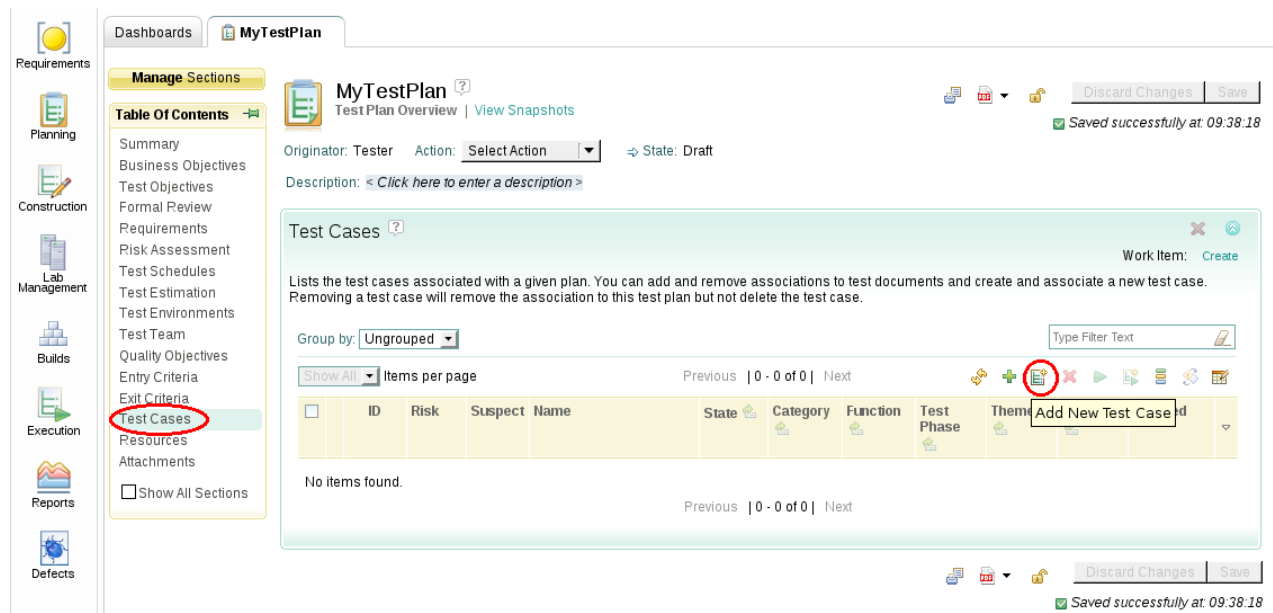 Dashboards
MyTestPlan
Requirements
Planning
Construction
Lab
Management
Builds
Execution
Reports
Defects
Manage Sections
Table Of Contents
Summary
Business Objectives
Test Objectives
Formal Review
Requirements
Risk Assessment
Test Schedules
Test Estimation
Test Environments
Test Team
Quality Objectives
Entry Criteria
Exit Criteria
Test Cases
Resources
Attachments
Show All Sections
MyTestPlan ?
Test Plan Overview | View Snapshots
PDF
Discard Changes Save
Saved successfully at: 09:38:18
Originator: Tester Action: Select Action State: Draft
Description: < Click here to enter a description >
Test Cases ?
Work Item: Create
Lists the test cases associated with a given plan. You can add and remove associations to test documents and create and associate a new test case.
Removing a test case will remove the association to this test plan but not delete the test case.
Group by: Ungrouped
Type Filter Text
Show All Items per page Previous | 0 - 0 of 0 | Next
Add New Test Case
ID Risk Suspect Name State Category Function Test Phase Theme
No items found.
Previous | 0 - 0 of 0 | Next
PDF
Discard Changes Save
Saved successfully at: 09:38:18